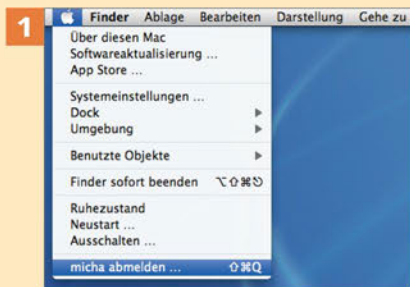 1
Finder Ablage Bearbeiten Darstellung Gehe zu
Über diesen Mac
Softwareaktualisierung ...
App Store ...
Systemeinstellungen ...
Dock
Umgebung
Benutzte Objekte
Finder sofort beenden ⌥⇧⌘⎋
Ruhezustand
Neustart ...
Ausschalten ...
micha abmelden ... ⇧⌘Q